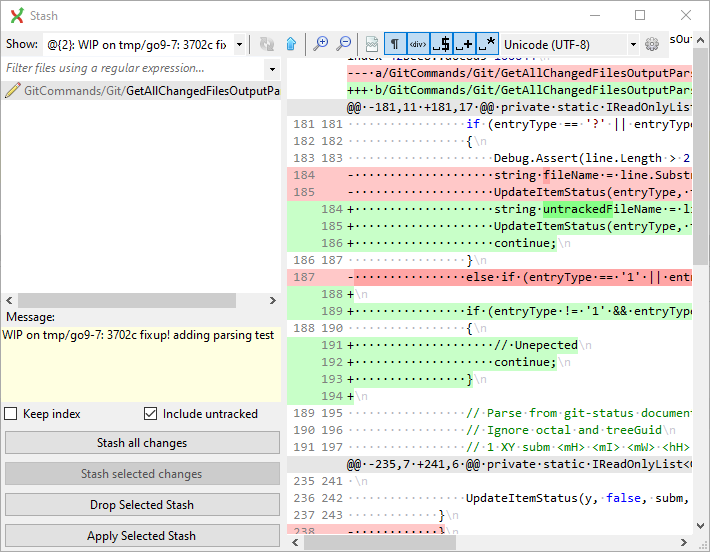 Stash
Show: @{2}: WIP on tmp/go9-7: 3702c fix
Unicode (UTF-8)
Filter files using a regular expression...
GitCommands/Git/GetAllChangedFilesOutputPa
--- a/GitCommands/Git/GetAllChangedFilesOutputPars
+++ b/GitCommands/Git/GetAllChangedFilesOutputPars
@@·-181,11·+181,17·@@·private·static·IReadOnlyList
181 181 ················if·(entryType·==·'?'·||·entryType
182 182 ················{\n
183 183 ····················Debug.Assert(line.Length·>·2
184 -····················string·fileName·=·line.Subst
185 -····················UpdateItemStatus(entryType,·
184 +····················string·untrackedFileName·=·li
185 +····················UpdateItemStatus(entryType,·
186 +····················continue;\n
186 187 ················}\n
187 -················else·if·(entryType·==·'1'·||·ent
188 +\n
189 +················if·(entryType·!=·'1'·&&·entryType
188 190 ················{\n
191 +····················//·Unepected\n
192 +····················continue;\n
193 +················}\n
194 +\n
189 195 ················//·Parse·from·git-status·document
190 196 ················//·Ignore·octal·and·treeGuid\n
191 197 ················//·1·XY·subm·<mH>·<mI>·<mW>·<hH>
@@·-235,7·+241,6·@@·private·static·IReadOnlyList<
235 241 ·\n
236 242 ····················UpdateItemStatus(y,·false,·subm,
237 243 ············}\n
238 -············}\n
Message:
WIP on tmp/go9-7: 3702c fixup! adding parsing test
Keep index
Include untracked
Stash all changes
Stash selected changes
Drop Selected Stash
Apply Selected Stash